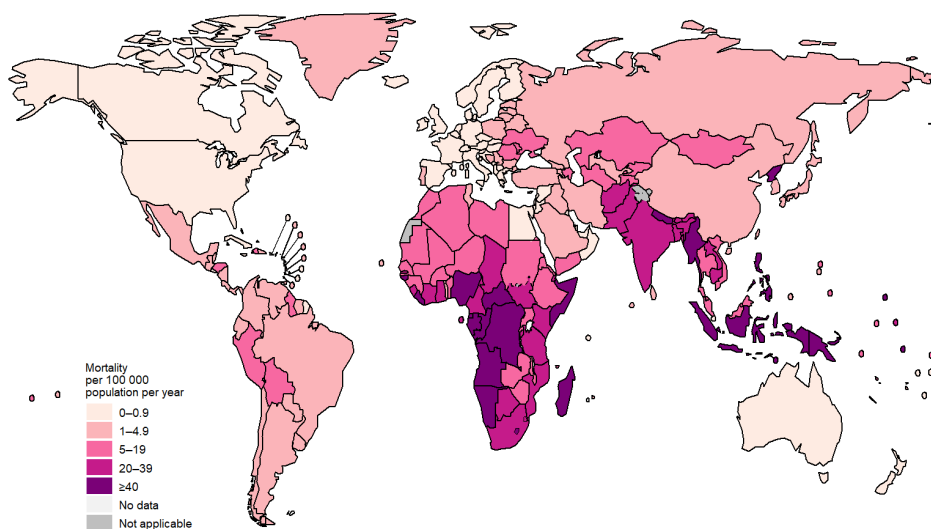 Mortality
per 100 000
population per year
0–0.9
1–4.9
5–19
20–39
≥40
No data
Not applicable